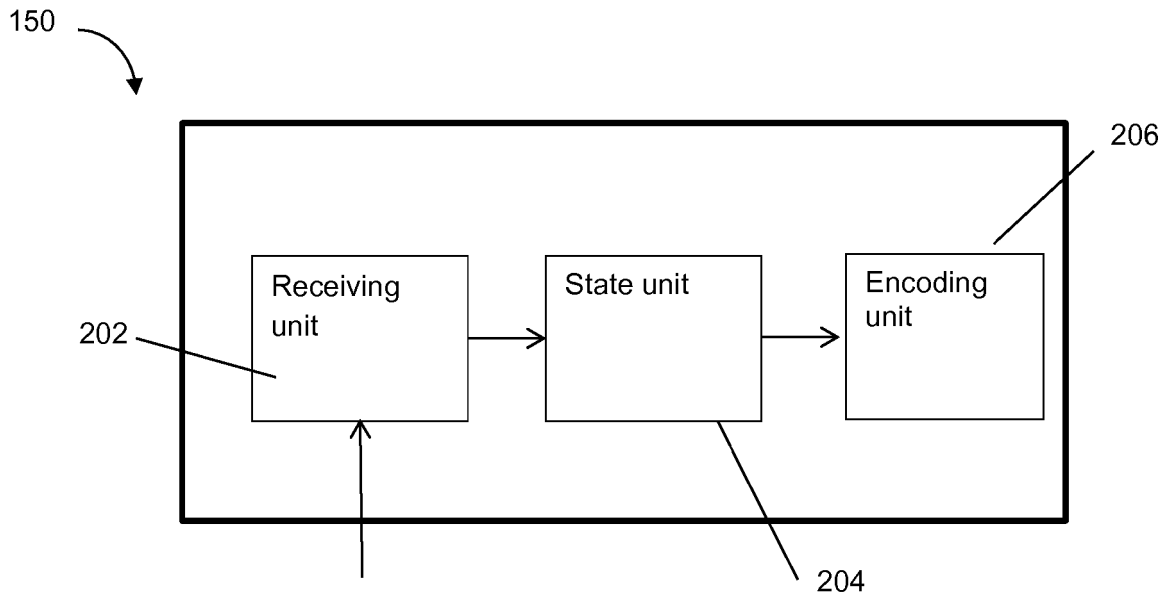 150
206
Receiving
unit
State unit
Encoding
unit
202
204